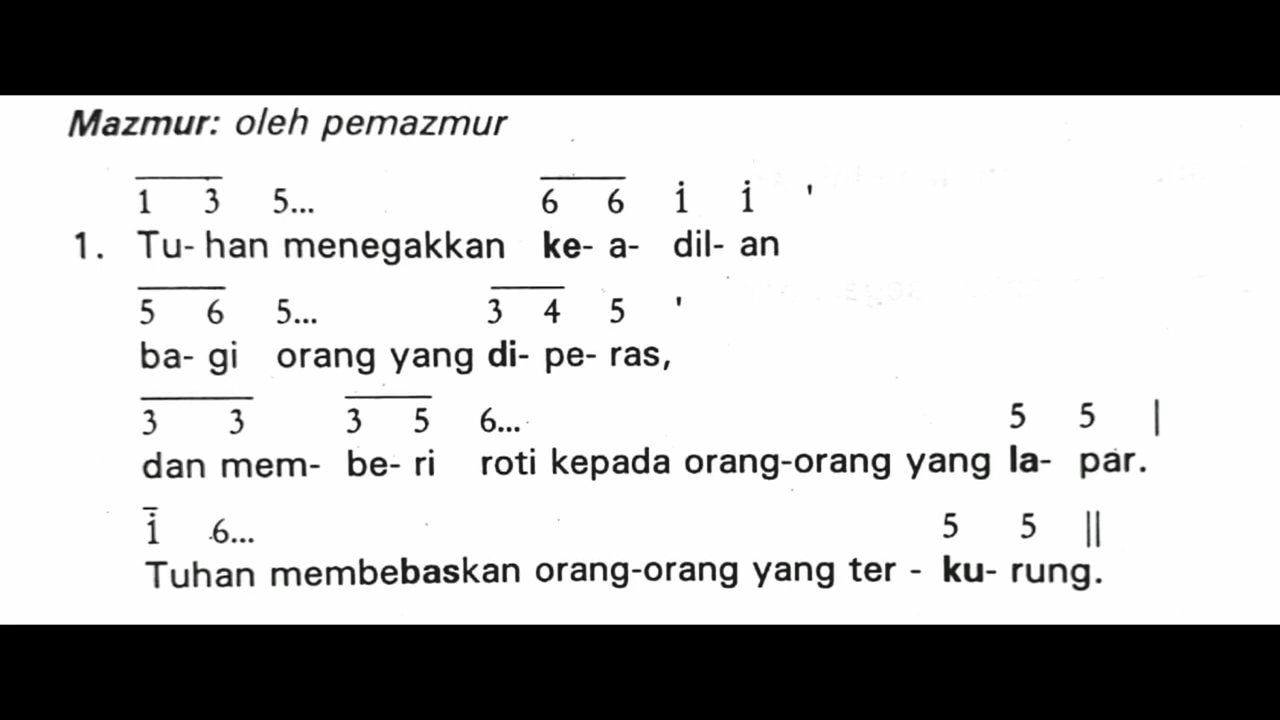 Mazmur: oleh pemazmur
1 3 5... 6 6 i̇ i̇ '
1. Tu- han menegakkan ke- a- dil- an
5 6 5... 3 4 5 '
ba- gi orang yang di- pe- ras,
3 3 3 5 6... 5 5 |
dan mem- be- ri roti kepada orang-orang yang la- par.
i̇ 6... 5 5 ||
Tuhan membebaskan orang-orang yang ter - ku- rung.